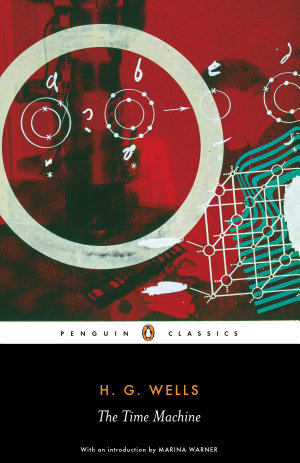 a
b
e
d
PENGUIN CLASSICS
H. G. WELLS
The Time Machine
With an introduction by MARINA WARNER